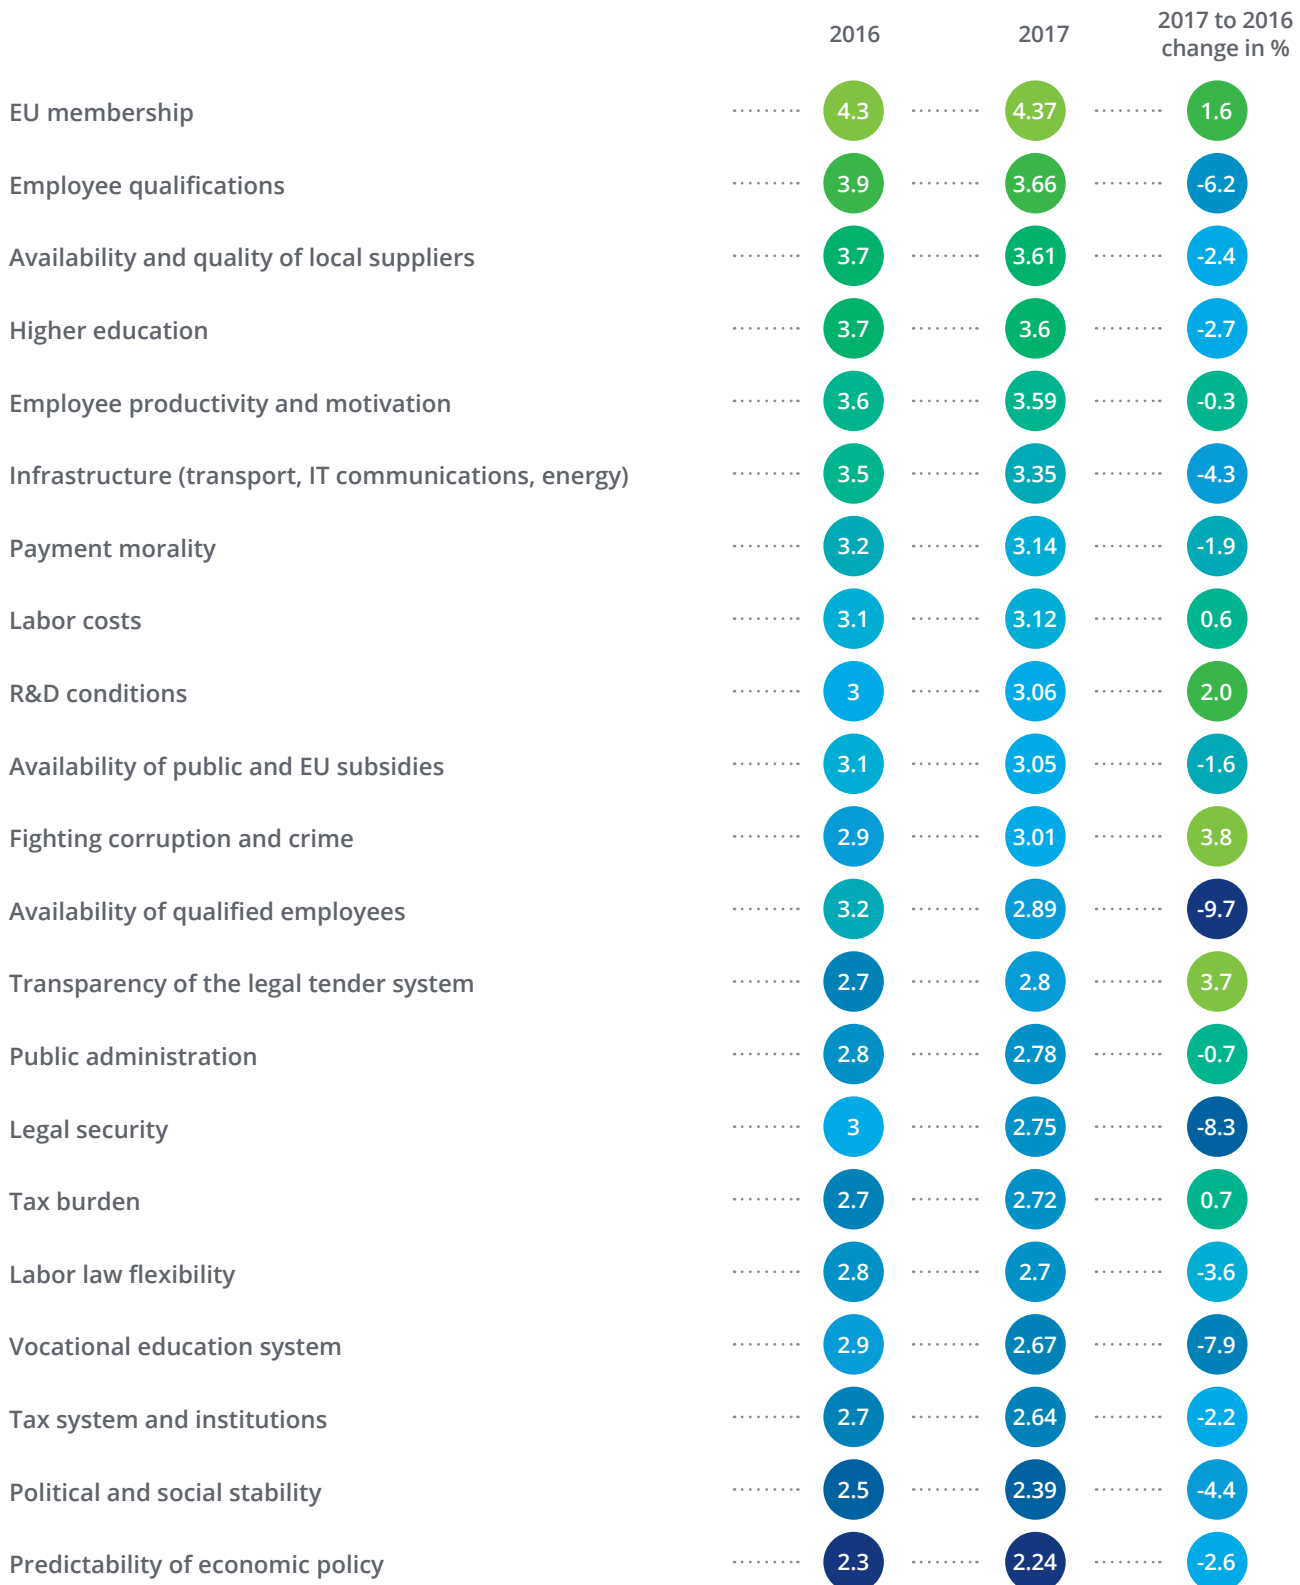 2016 2017 2017 to 2016
change in %
EU membership 4.3 4.37 1.6
Employee qualifications 3.9 3.66 -6.2
Availability and quality of local suppliers 3.7 3.61 -2.4
Higher education 3.7 3.6 -2.7
Employee productivity and motivation 3.6 3.59 -0.3
Infrastructure (transport, IT communications, energy) 3.5 3.35 -4.3
Payment morality 3.2 3.14 -1.9
Labor costs 3.1 3.12 0.6
R&D conditions 3 3.06 2.0
Availability of public and EU subsidies 3.1 3.05 -1.6
Fighting corruption and crime 2.9 3.01 3.8
Availability of qualified employees 3.2 2.89 -9.7
Transparency of the legal tender system 2.7 2.8 3.7
Public administration 2.8 2.78 -0.7
Legal security 3 2.75 -8.3
Tax burden 2.7 2.72 0.7
Labor law flexibility 2.8 2.7 -3.6
Vocational education system 2.9 2.67 -7.9
Tax system and institutions 2.7 2.64 -2.2
Political and social stability 2.5 2.39 -4.4
Predictability of economic policy 2.3 2.24 -2.6